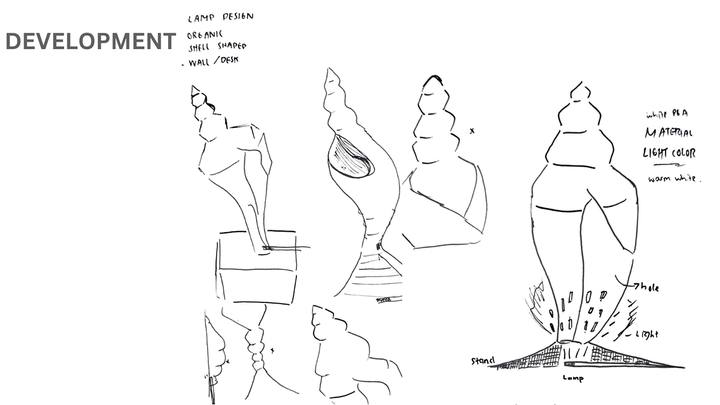 DEVELOPMENT
LAMP DESIGN
ORGANIC
SHELL SHAPED
- WALL / DESK
x
white PLA
MATERIAL
LIGHT COLOR
warm white.
hole
Light
Stand
Lamp
x